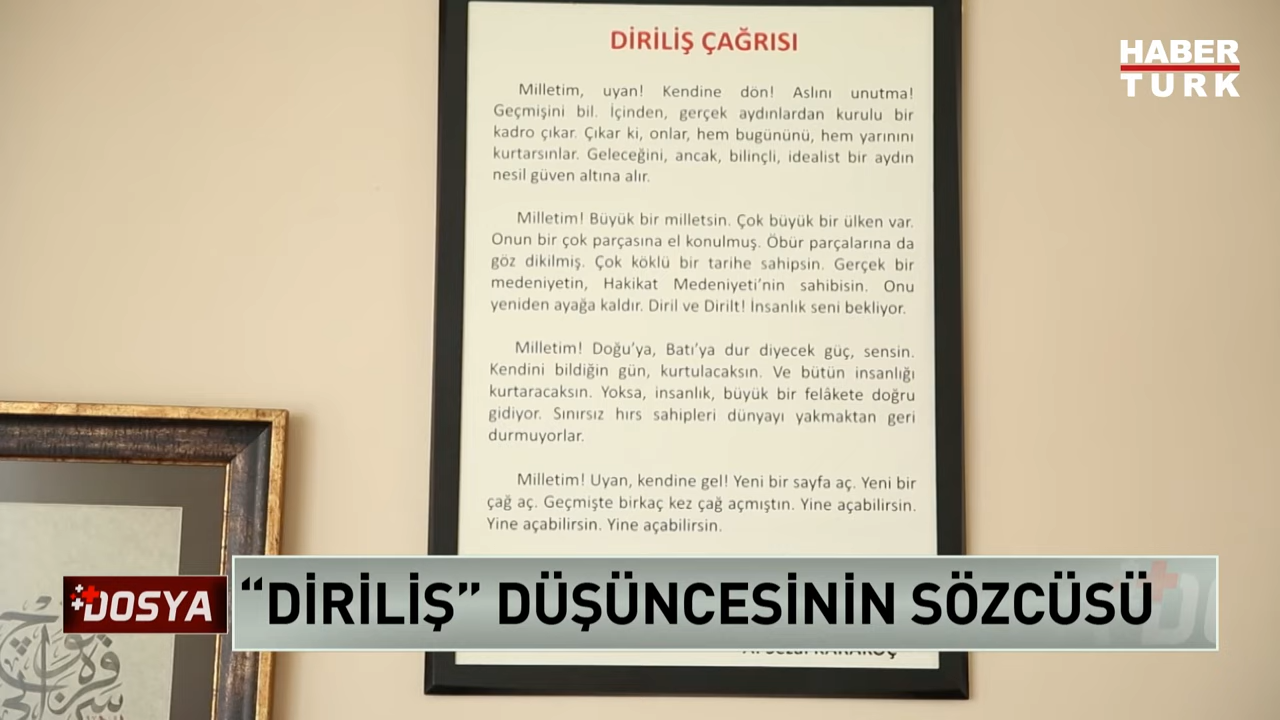 DİRİLİŞ ÇAĞRISI
HABER
TURK
Milletim, uyan! Kendine dön! Aslını unutma!
Geçmişini bil. İçinden, gerçek aydınlardan kurulu bir
kadro çıkar. Çıkar ki, onlar, hem bugününü, hem yarınını
kurtarsınlar. Geleceğini, ancak, bilinçli, idealist bir aydın
nesil güven altına alır.
Milletim! Büyük bir milletsin. Çok büyük bir ülken var.
Onun bir çok parçasına el konulmuş. Öbür parçalarına da
göz dikilmiş. Çok köklü bir tarihe sahipsin. Gerçek bir
medeniyetin, Hakikat Medeniyeti’nin sahibisin. Onu
yeniden ayağa kaldır. Diril ve Dirilt! İnsanlık seni bekliyor.
Milletim! Doğu’ya, Batı’ya dur diyecek güç, sensin.
Kendini bildiğin gün, kurtulacaksın. Ve bütün insanlığı
kurtaracaksın. Yoksa, insanlık, büyük bir felâkete doğru
gidiyor. Sınırsız hırs sahipleri dünyayı yakmaktan geri
durmuyorlar.
Milletim! Uyan, kendine gel! Yeni bir sayfa aç. Yeni bir
çağ aç. Geçmişte birkaç kez çağ açmıştın. Yine açabilirsin.
Yine açabilirsin. Yine açabilirsin.
DOSYA
“DİRİLİŞ” DÜŞÜNCESİNİN SÖZCÜSÜ